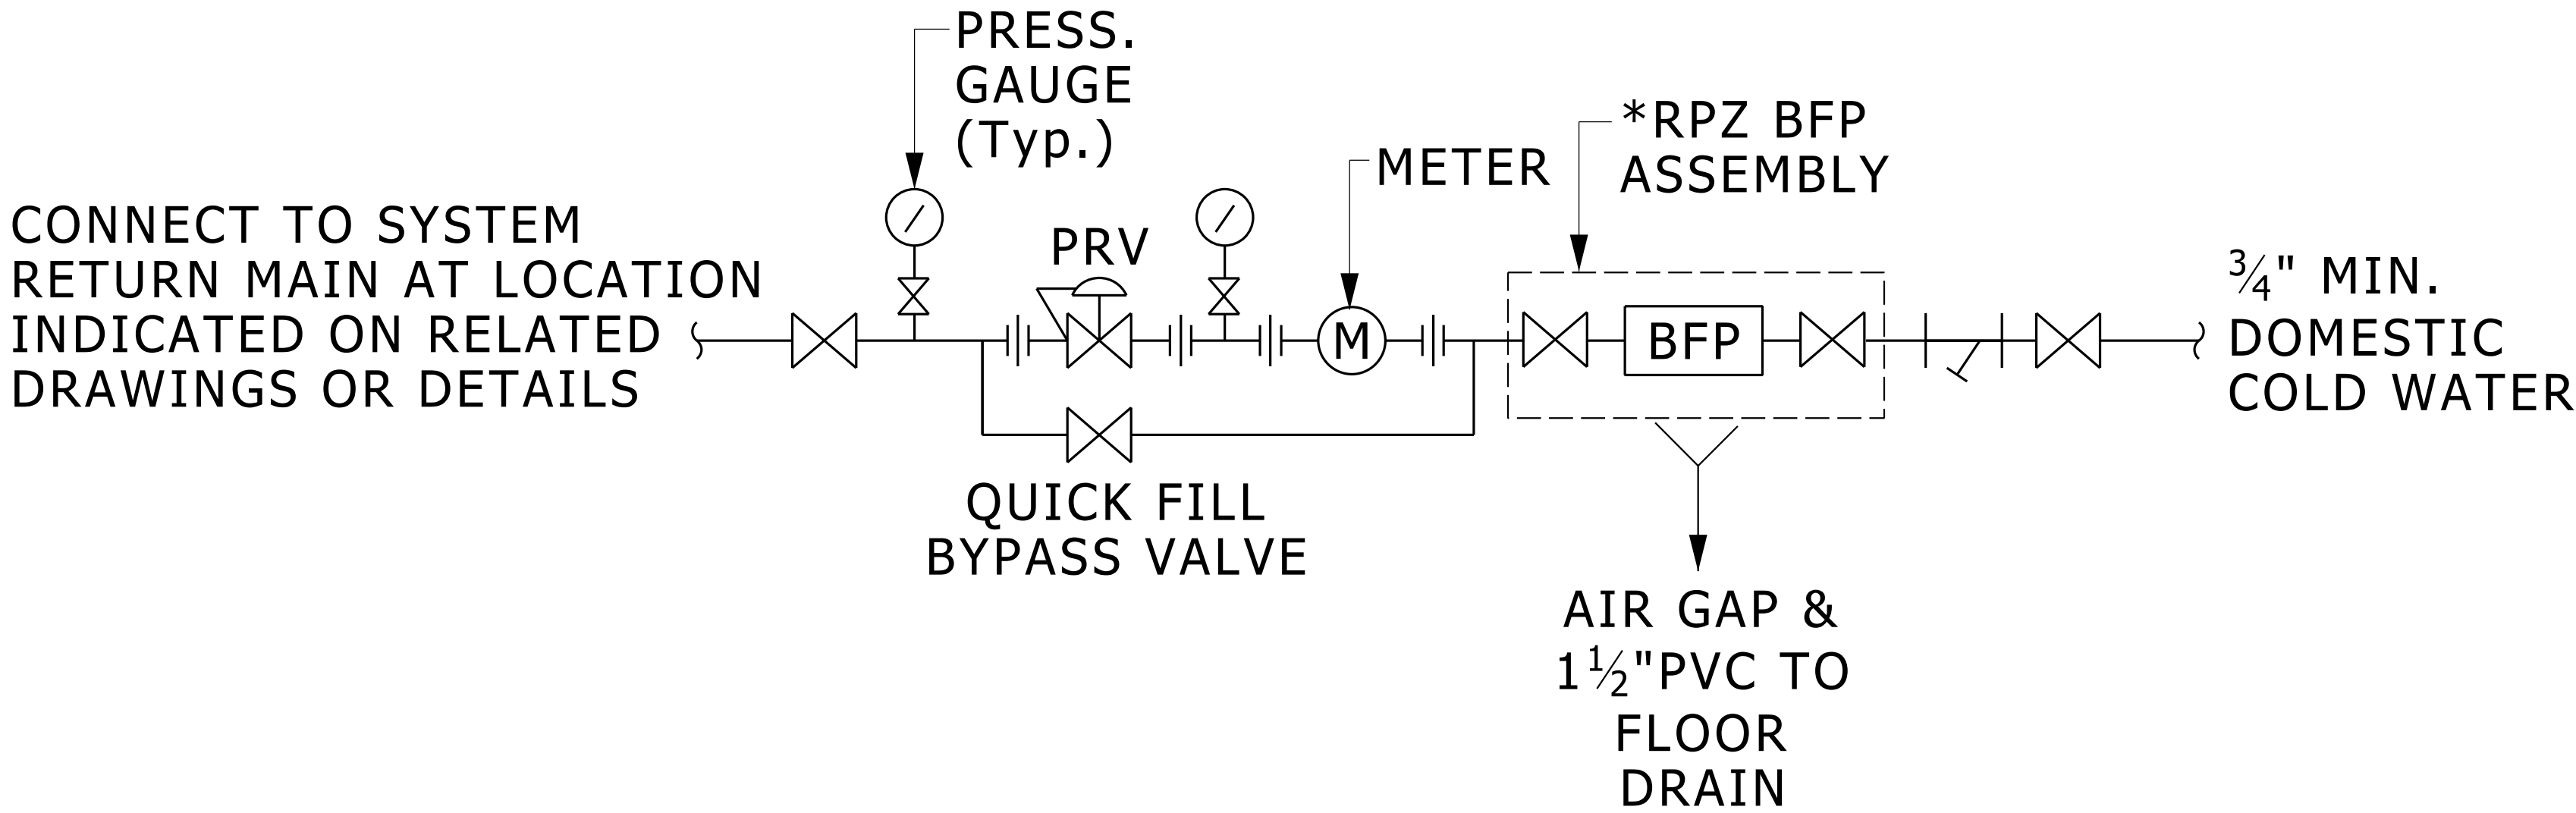 PRESS.
GAUGE
(Typ.)
*RPZ BFP
ASSEMBLY
METER
CONNECT TO SYSTEM
RETURN MAIN AT LOCATION
INDICATED ON RELATED
DRAWINGS OR DETAILS
PRV
M
BFP
¾" MIN.
DOMESTIC
COLD WATER
QUICK FILL
BYPASS VALVE
AIR GAP &
1½"PVC TO
FLOOR
DRAIN